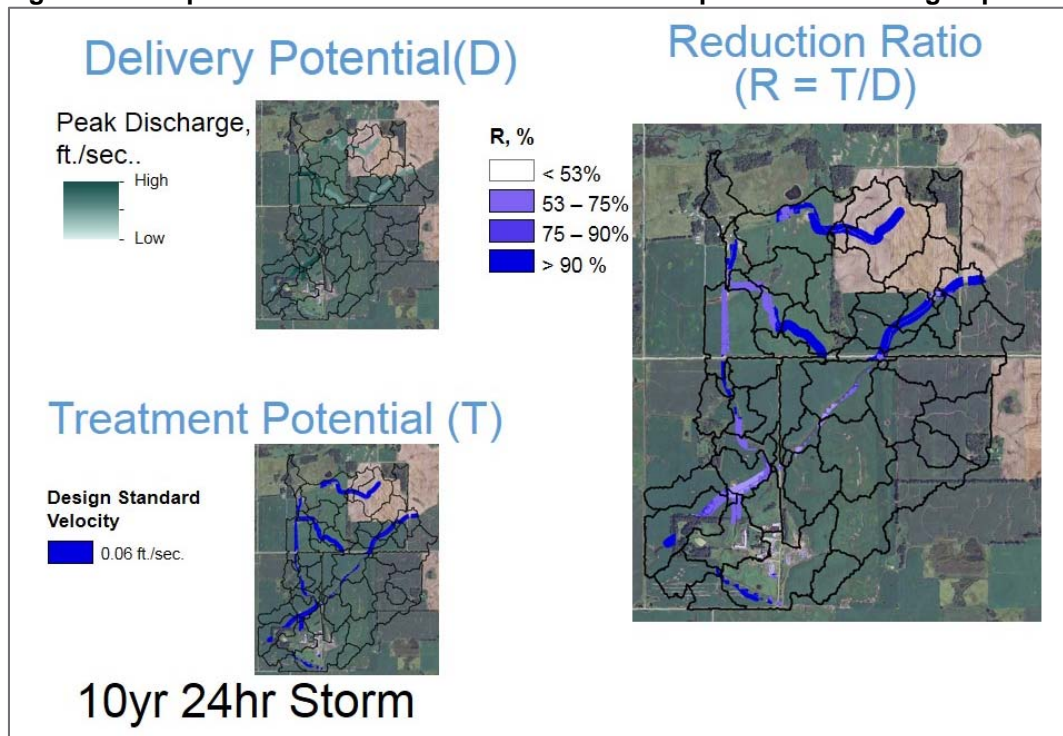 Delivery Potential(D)
Peak Discharge,
ft./sec..
High
Low
Reduction Ratio
(R = T/D)
R, %
< 53%
53 – 75%
75 – 90%
> 90 %
Treatment Potential (T)
Design Standard
Velocity
0.06 ft./sec.
10yr 24hr Storm